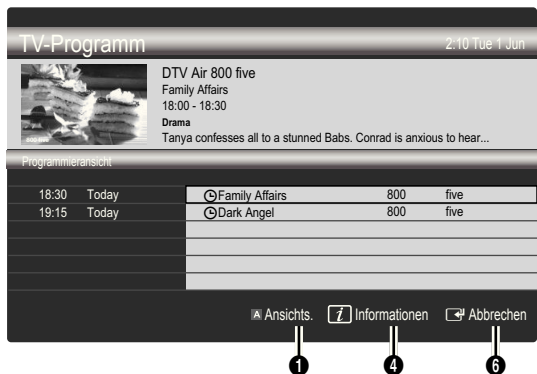 TV-Programm 2:10 Tue 1 Jun
DTV Air 800 five
Family Affairs
18:00 - 18:30
Drama
Tanya confesses all to a stunned Babs. Conrad is anxious to hear...
800 five
Programmieransicht
18:30 Today Family Affairs 800 five
19:15 Today Dark Angel 800 five
A Ansichts. i Informationen Abbrechen
1 4 6